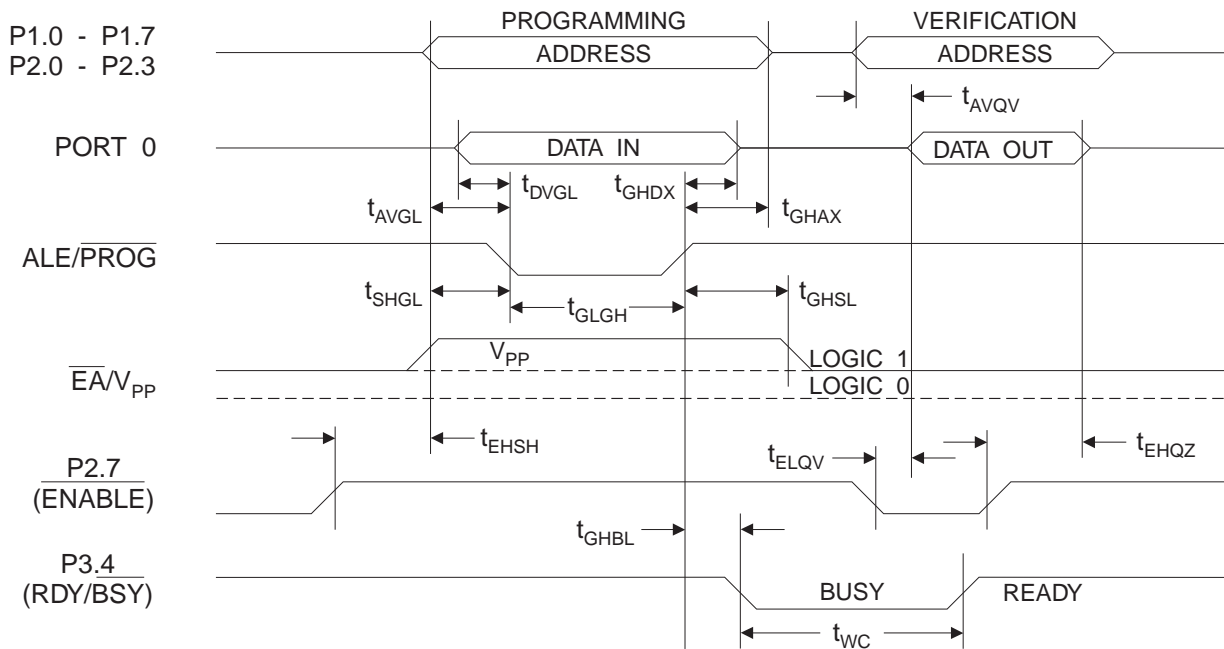 PROGRAMMING
VERIFICATION
P1.0 - P1.7
P2.0 - P2.3
ADDRESS
ADDRESS
tAVQV
PORT 0
DATA IN
DATA OUT
tDVGL
tGHDX
tAVGL
tGHAX
ALE/PROG
tSHGL
tGLGH
tGHSL
EA/VPP
VPP
LOGIC 1
LOGIC 0
tEHSH
tELQV
tEHQZ
P2.7
(ENABLE)
tGHBL
P3.4
(RDY/BSY)
BUSY
READY
tWC